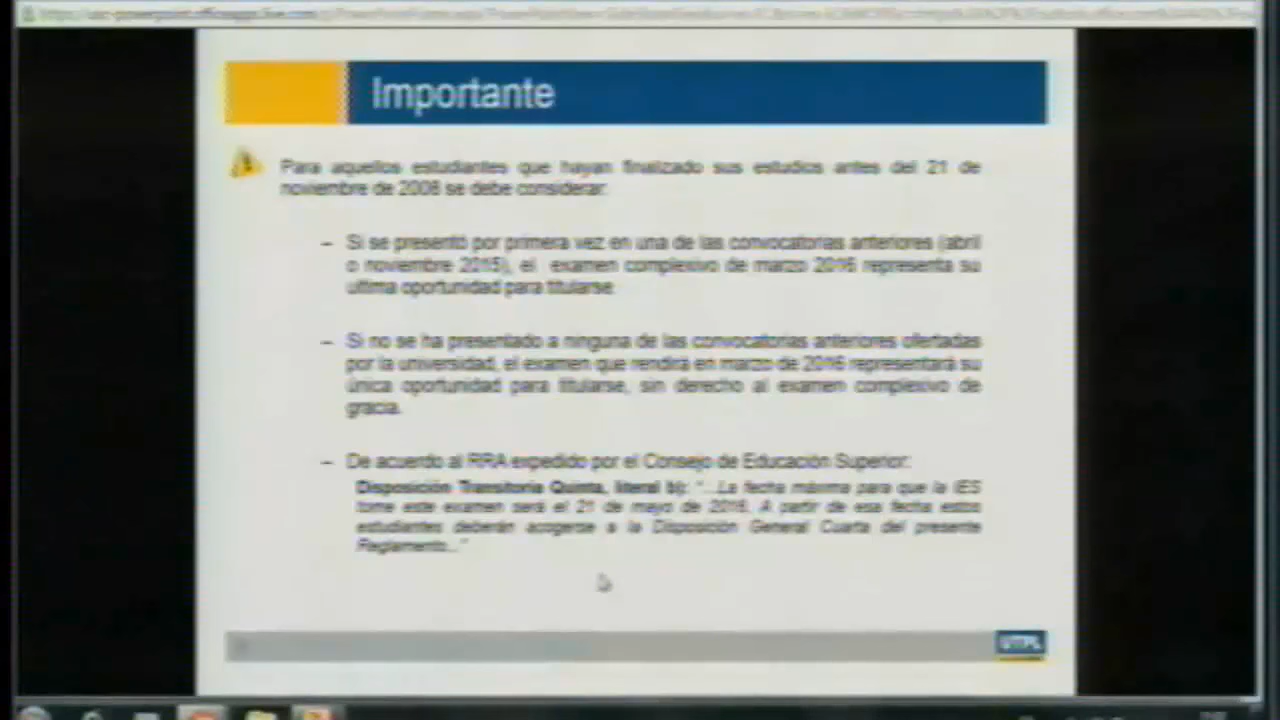 Importante
Para aquellos estudiantes que hayan finalizado sus estudios antes del 21 de
noviembre de 2008 se debe considerar:
– Si se presentó por primera vez en una de las convocatorias anteriores (abril
o noviembre 2015), el examen complexivo de marzo 2016 representa su
ultima oportunidad para titularse
– Si no se ha presentado a ninguna de las convocatorias anteriores ofertadas
por la universidad, el examen que rendirá en marzo de 2016 representará su
única oportunidad para titularse, sin derecho al examen complexivo de
gracia.
– De acuerdo al RRA expedido por el Consejo de Educación Superior:
Disposición Transitoria Quinta, literal b): "...La fecha máxima para que la IES
tome este examen será el 21 de mayo de 2016. A partir de esa fecha estos
estudiantes deberán acogerse a la Disposición General Cuarta del presente
Reglamento..."
UTPL